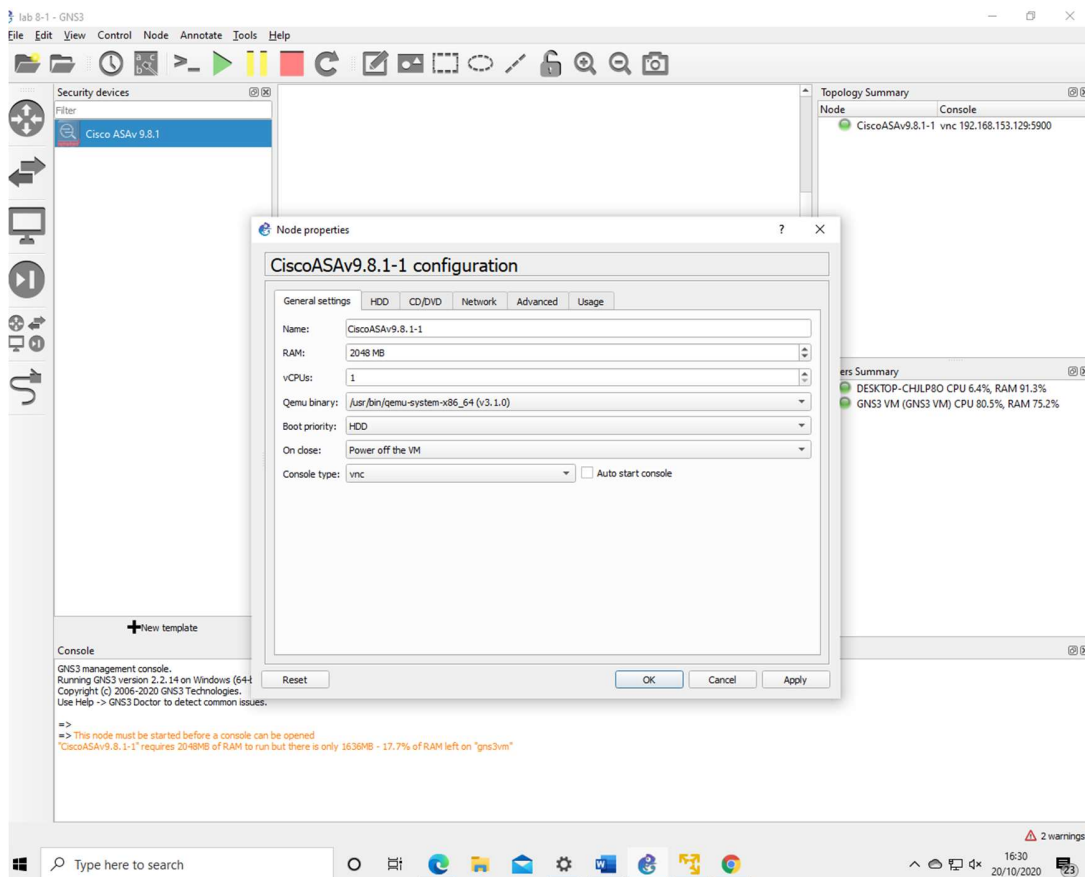 lab 8-1 - GNS3
File Edit View Control Node Annotate Tools Help
Security devices
Filter
Cisco ASAv 9.8.1
New template
Topology Summary
Node Console
CiscoASAv9.8.1-1 vnc 192.168.153.129:5900
Node properties
CiscoASAv9.8.1-1 configuration
General settings HDD CD/DVD Network Advanced Usage
Name: CiscoASAv9.8.1-1
RAM: 2048 MB
vCPUs: 1
Qemu binary: /usr/bin/qemu-system-x86_64 (v3.1.0)
Boot priority: HDD
On close: Power off the VM
Console type: vnc Auto start console
Reset OK Cancel Apply
ers Summary
DESKTOP-CHJLP8O CPU 6.4%, RAM 91.3%
GNS3 VM (GNS3 VM) CPU 80.5%, RAM 75.2%
Console
GNS3 management console.
Running GNS3 version 2.2.14 on Windows (64-b
Copyright (c) 2006-2020 GNS3 Technologies.
Use Help -> GNS3 Doctor to detect common issues.
=>
=> This node must be started before a console can be opened
"CiscoASAv9.8.1-1" requires 2048MB of RAM to run but there is only 1636MB - 17.7% of RAM left on "gns3vm"
2 warnings
Type here to search
16:30
20/10/2020
23